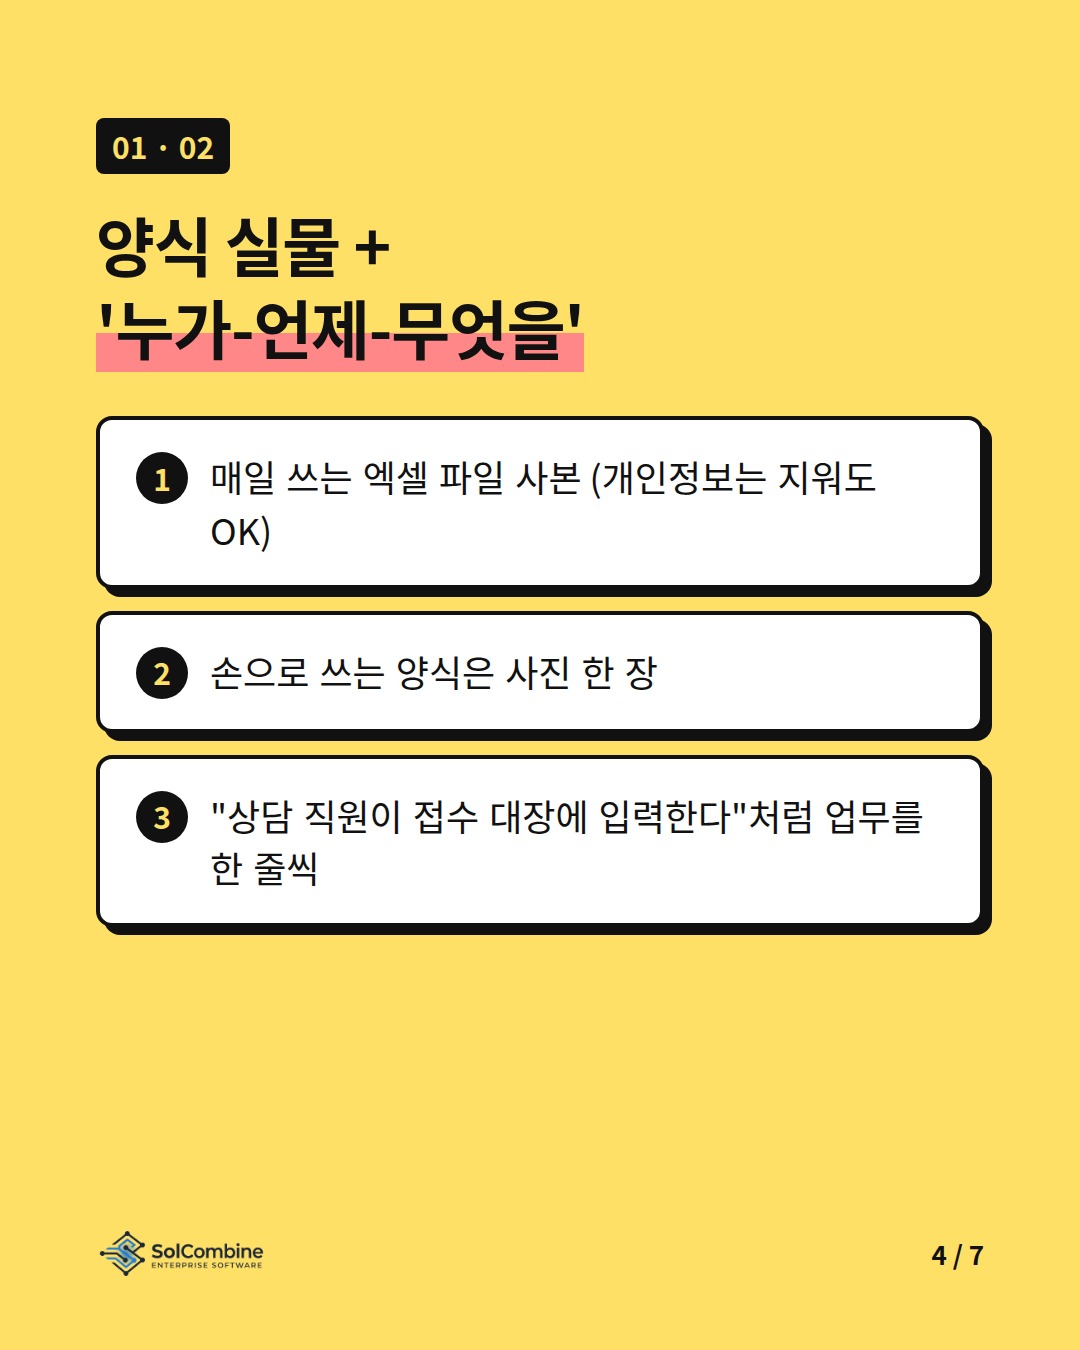 01 · 02
양식 실물 +
'누가-언제-무엇을'
1 매일 쓰는 엑셀 파일 사본 (개인정보는 지워도
OK)
2 손으로 쓰는 양식은 사진 한 장
3 "상담 직원이 접수 대장에 입력한다"처럼 업무를
한 줄씩
SolCombine
ENTERPRISE SOFTWARE
4 / 7